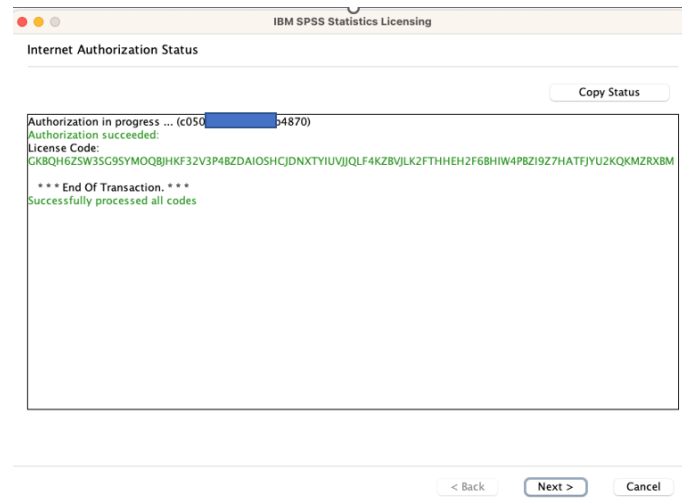 IBM SPSS Statistics Licensing
Internet Authorization Status
Copy Status
Authorization in progress ... (c050 b4870)
Authorization succeeded:
License Code:
GKBQH6ZSW3SG9SYMOQBJHKF32V3P4BZDAIOSHCJDNXTYIUVJJQLF4KZBVJLK2FTHHEH2F6BHIW4PBZI9Z7HATFJYU2KQKMZRXBM
* * * End Of Transaction. * * *
Successfully processed all codes
< Back
Next >
Cancel